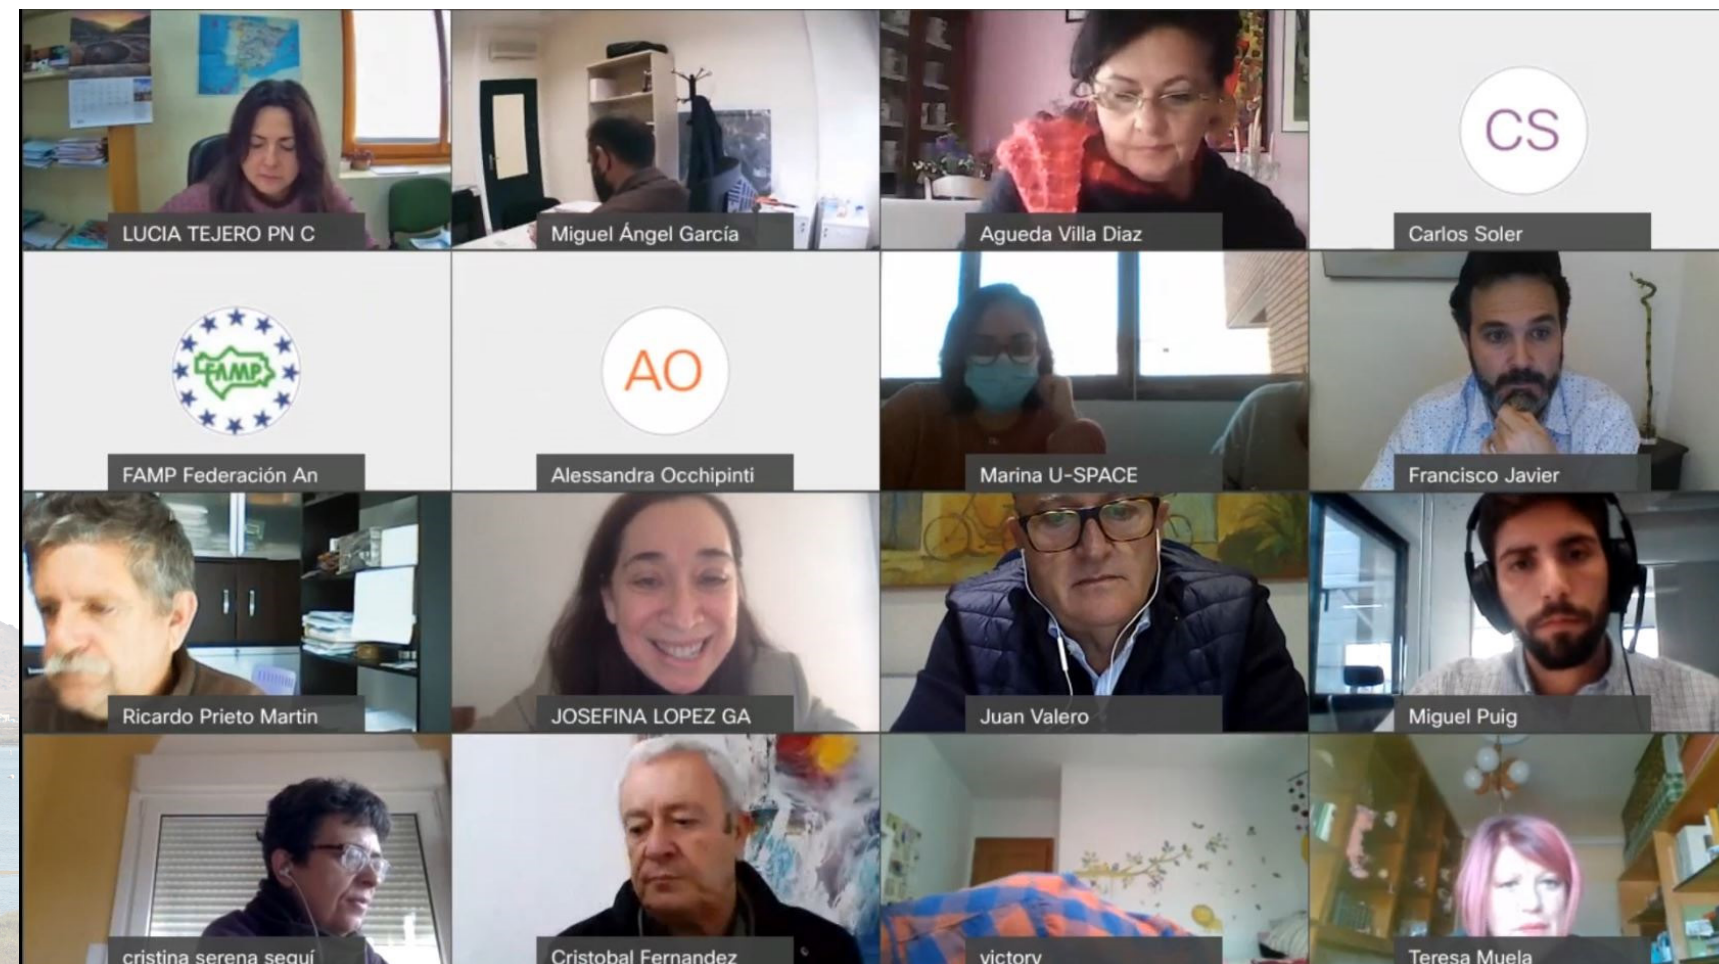 LUCIA TEJERO PN C
Miguel Ángel García
Agueda Villa Diaz
CS
Carlos Soler
FAMP
FAMP Federación An
AO
Alessandra Occhipinti
Marina U-SPACE
Francisco Javier
Ricardo Prieto Martin
JOSEFINA LOPEZ GA
Juan Valero
Miguel Puig
cristina serena seguí
Cristobal Fernandez
victory
Teresa Muela